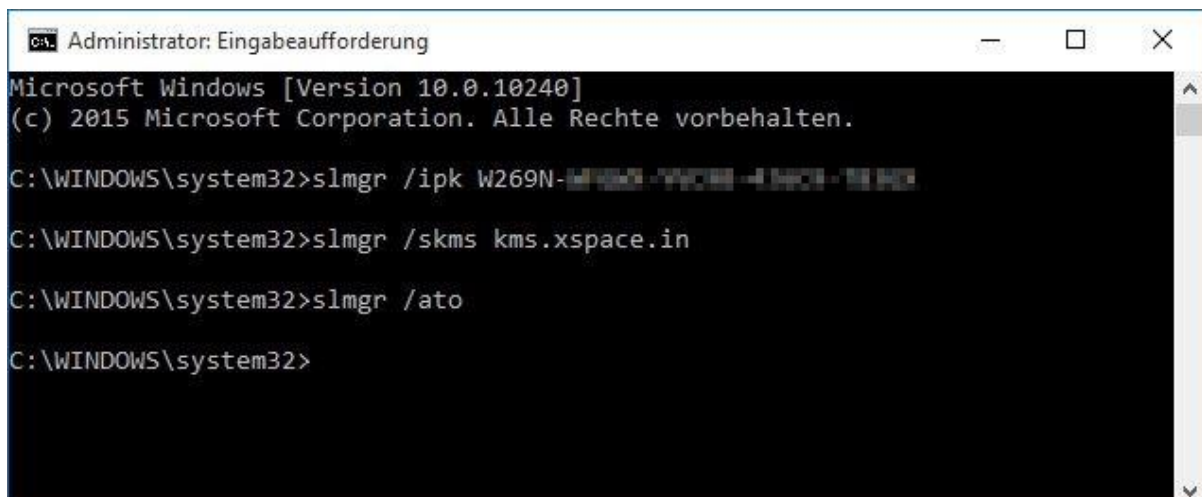 Administrator: Eingabeaufforderung
Microsoft Windows [Version 10.0.10240]
(c) 2015 Microsoft Corporation. Alle Rechte vorbehalten.
C:\WINDOWS\system32>slmgr /ipk W269N-
C:\WINDOWS\system32>slmgr /skms kms.xspace.in
C:\WINDOWS\system32>slmgr /ato
C:\WINDOWS\system32>